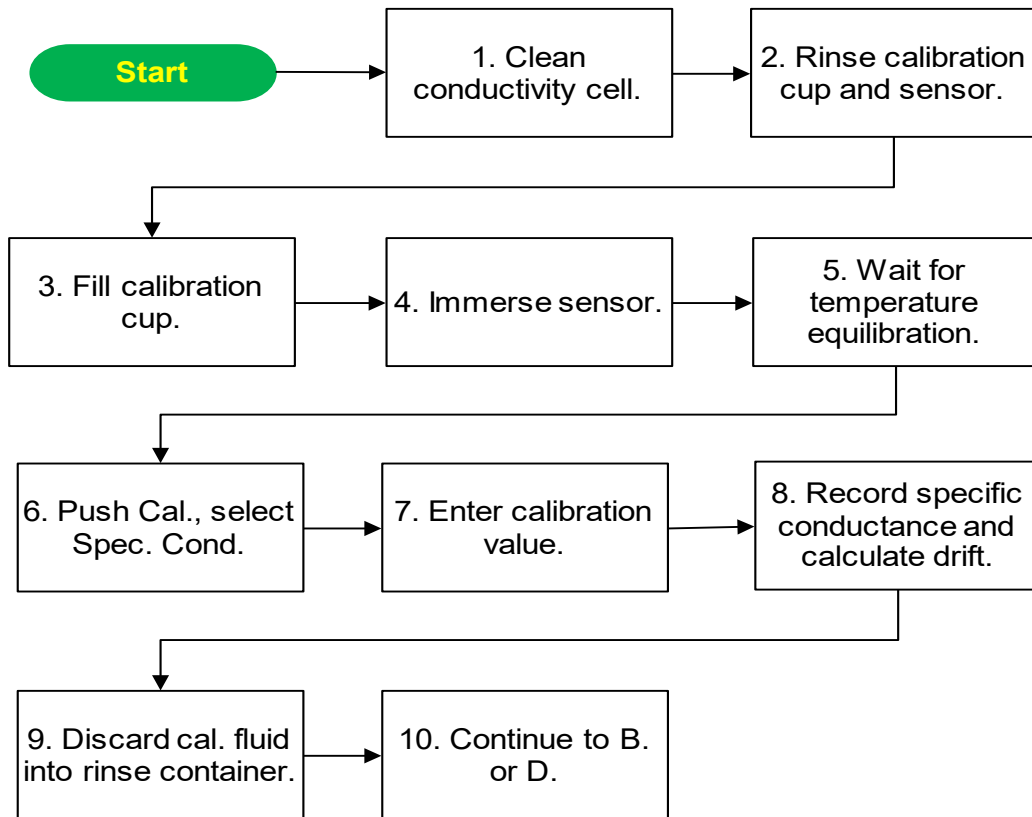 Start
1. Clean
conductivity cell.
2. Rinse calibration
cup and sensor.
3. Fill calibration
cup.
4. Immerse sensor.
5. Wait for
temperature
equilibration.
6. Push Cal., select
Spec. Cond.
7. Enter calibration
value.
8. Record specific
conductance and
calculate drift.
9. Discard cal. fluid
into rinse container.
10. Continue to B.
or D.